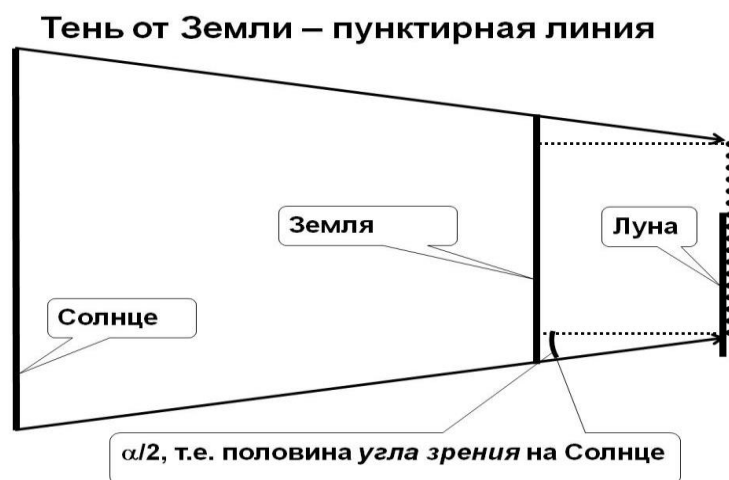 Тень от Земли – пунктирная линия
Земля
Луна
Солнце
α/2, т.е. половина угла зрения на Солнце